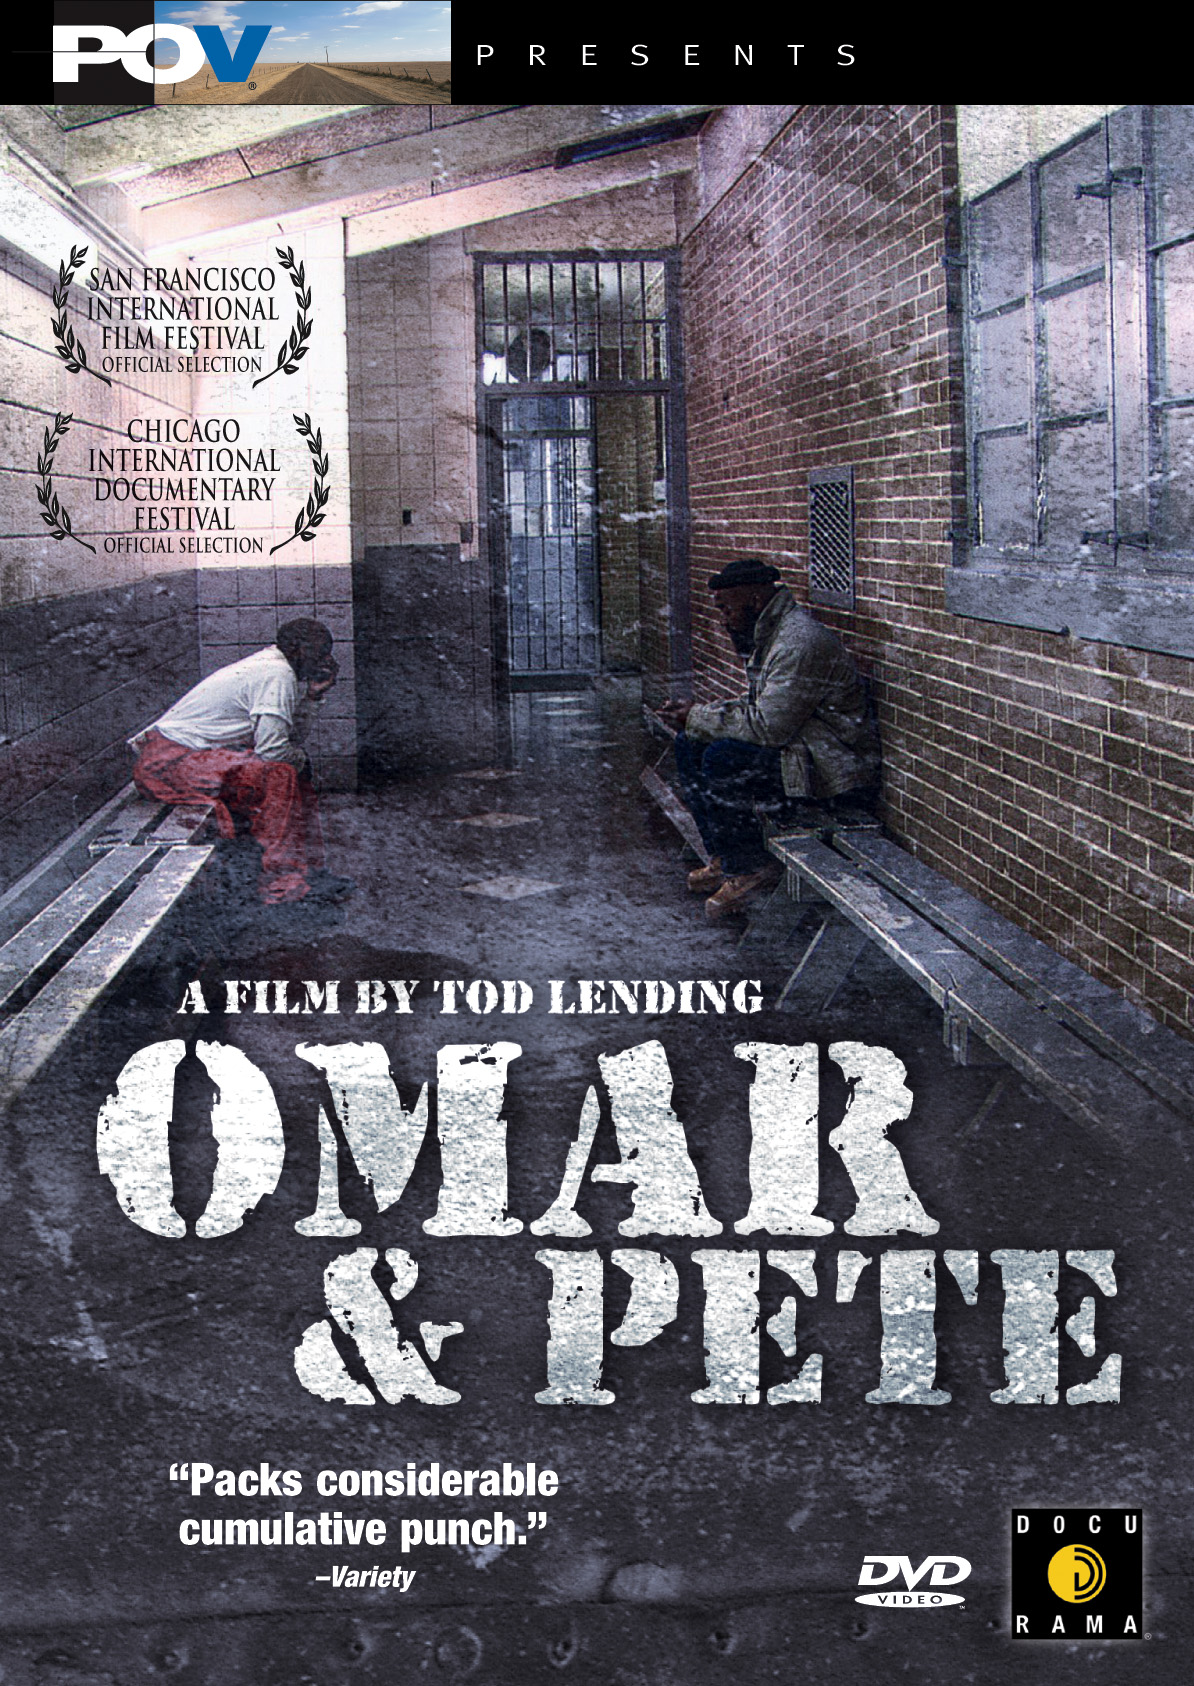 POV®
PRESENTS
SAN FRANCISCO
INTERNATIONAL
FILM FESTIVAL
OFFICIAL SELECTION
CHICAGO
INTERNATIONAL
DOCUMENTARY
FESTIVAL
OFFICIAL SELECTION
A FILM BY TOD LENDING
OMAR
& PETE
“Packs considerable
cumulative punch.”
–Variety
DVD
VIDEO™
DOCU
RAMA®